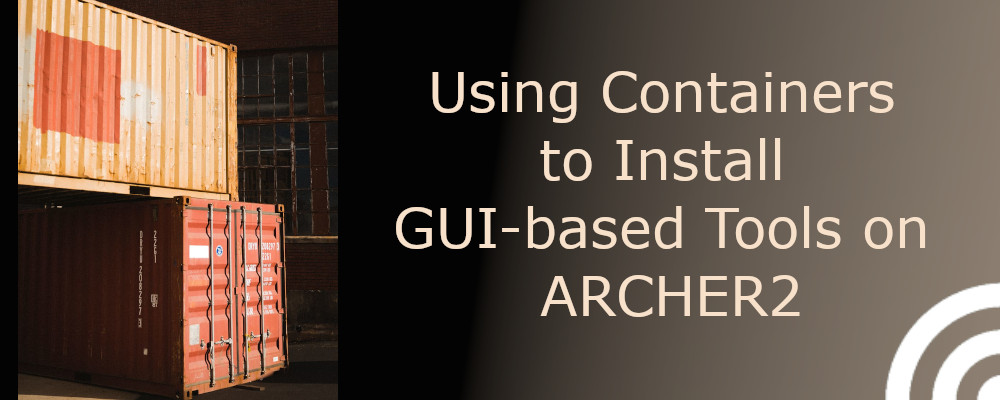 Using Containers
to Install
GUI-based Tools on
ARCHER2